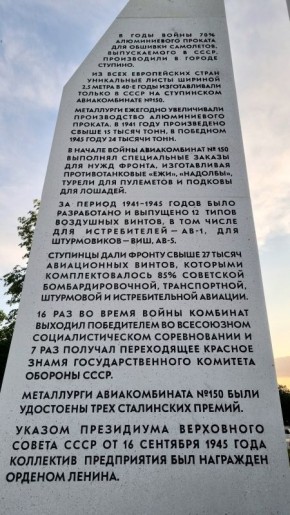 В ГОДЫ ВОЙНЫ 70%
АЛЮМИНИЕВОГО ПРОКАТА
ДЛЯ ОБШИВКИ САМОЛЕТОВ,
ВЫПУСКАЕМОГО В СССР,
ПРОИЗВОДИЛИ В ГОРОДЕ
СТУПИНО.
ИЗ ВСЕХ ЕВРОПЕЙСКИХ СТРАН
УНИКАЛЬНЫЕ ЛИСТЫ ШИРИНОЙ
2,5 МЕТРА В 40-Е ГОДЫ ИЗГОТАВЛИВАЛИ
ТОЛЬКО В СССР НА СТУПИНСКОМ
АВИАКОМБИНАТЕ №150.
МЕТАЛЛУРГИ ЕЖЕГОДНО УВЕЛИЧИВАЛИ
ПРОИЗВОДСТВО АЛЮМИНИЕВОГО
ПРОКАТА. В 1941 ГОДУ ПРОИЗВЕДЕНО
СВЫШЕ 15 ТЫСЯЧ ТОНН. В ПОБЕДНОМ
1945 ГОДУ 24 ТЫСЯЧИ ТОНН.
В НАЧАЛЕ ВОЙНЫ АВИАКОМБИНАТ №150
ВЫПОЛНЯЛ СПЕЦИАЛЬНЫЕ ЗАКАЗЫ
ДЛЯ НУЖД ФРОНТА, ИЗГОТАВЛИВАЯ
ПРОТИВОТАНКОВЫЕ «ЕЖИ», «НАДОЛБЫ»,
ТУРЕЛИ ДЛЯ ПУЛЕМЕТОВ И ПОДКОВЫ
ДЛЯ ЛОШАДЕЙ.
ЗА ПЕРИОД 1941-1945 ГОДОВ БЫЛО
РАЗРАБОТАНО И ВЫПУЩЕНО 12 ТИПОВ
ВОЗДУШНЫХ ВИНТОВ, В ТОМ ЧИСЛЕ
ДЛЯ ИСТРЕБИТЕЛЕЙ – АВ-1, ДЛЯ
ШТУРМОВИКОВ – ВИШ, АВ-5.
СТУПИНЦЫ ДАЛИ ФРОНТУ СВЫШЕ 27 ТЫСЯЧ
АВИАЦИОННЫХ ВИНТОВ, КОТОРЫМИ
КОМПЛЕКТОВАЛОСЬ 85% СОВЕТСКОЙ
БОМБАРДИРОВОЧНОЙ, ТРАНСПОРТНОЙ,
ШТУРМОВОЙ И ИСТРЕБИТЕЛЬНОЙ АВИАЦИИ.
16 РАЗ ВО ВРЕМЯ ВОЙНЫ КОМБИНАТ
ВЫХОДИЛ ПОБЕДИТЕЛЕМ ВО ВСЕСОЮЗНОМ
СОЦИАЛИСТИЧЕСКОМ СОРЕВНОВАНИИ И
7 РАЗ ПОЛУЧАЛ ПЕРЕХОДЯЩЕЕ КРАСНОЕ
ЗНАМЯ ГОСУДАРСТВЕННОГО КОМИТЕТА
ОБОРОНЫ СССР.
МЕТАЛЛУРГИ АВИАКОМБИНАТА №150 БЫЛИ
УДОСТОЕНЫ ТРЕХ СТАЛИНСКИХ ПРЕМИЙ.
УКАЗОМ ПРЕЗИДИУМА ВЕРХОВНОГО
СОВЕТА СССР ОТ 16 СЕНТЯБРЯ 1945 ГОДА
КОЛЛЕКТИВ ПРЕДПРИЯТИЯ БЫЛ НАГРАЖДЕН
ОРДЕНОМ ЛЕНИНА.